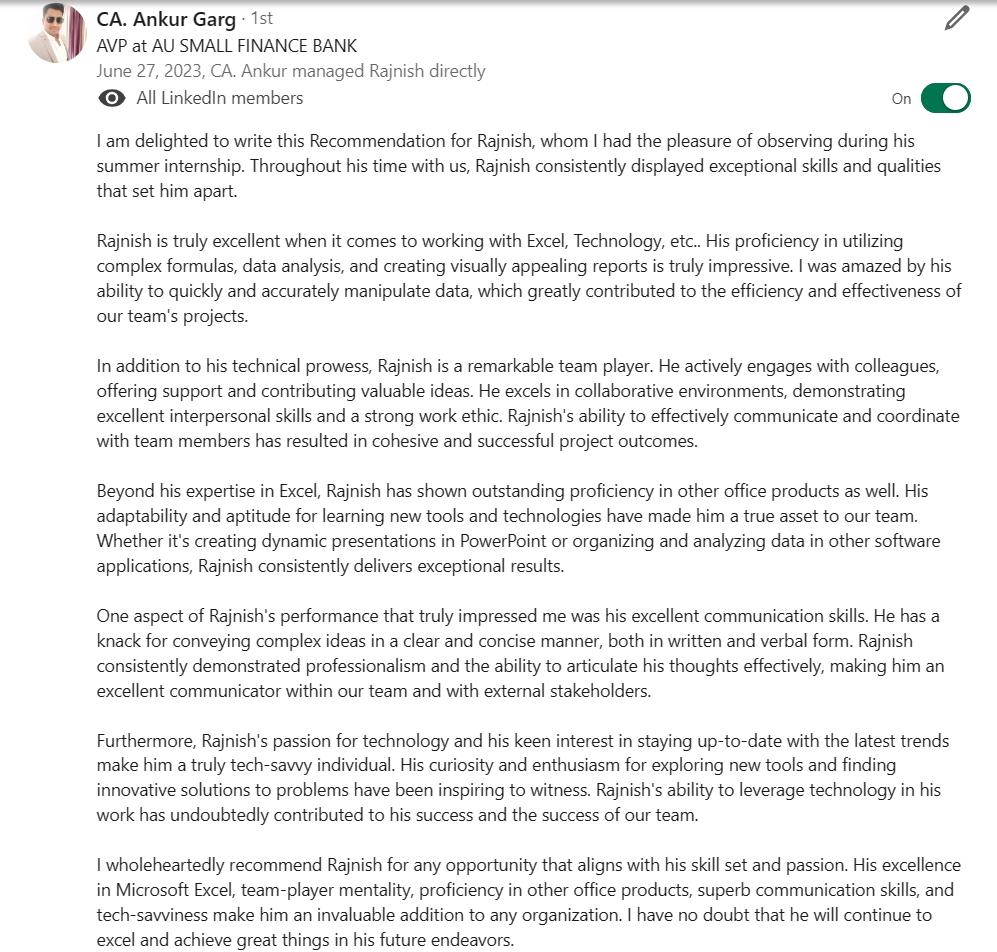 CA. Ankur Garg · 1st
AVP at AU SMALL FINANCE BANK
June 27, 2023, CA. Ankur managed Rajnish directly
All LinkedIn members
On
I am delighted to write this Recommendation for Rajnish, whom I had the pleasure of observing during his
summer internship. Throughout his time with us, Rajnish consistently displayed exceptional skills and qualities
that set him apart.
Rajnish is truly excellent when it comes to working with Excel, Technology, etc.. His proficiency in utilizing
complex formulas, data analysis, and creating visually appealing reports is truly impressive. I was amazed by his
ability to quickly and accurately manipulate data, which greatly contributed to the efficiency and effectiveness of
our team's projects.
In addition to his technical prowess, Rajnish is a remarkable team player. He actively engages with colleagues,
offering support and contributing valuable ideas. He excels in collaborative environments, demonstrating
excellent interpersonal skills and a strong work ethic. Rajnish's ability to effectively communicate and coordinate
with team members has resulted in cohesive and successful project outcomes.
Beyond his expertise in Excel, Rajnish has shown outstanding proficiency in other office products as well. His
adaptability and aptitude for learning new tools and technologies have made him a true asset to our team.
Whether it's creating dynamic presentations in PowerPoint or organizing and analyzing data in other software
applications, Rajnish consistently delivers exceptional results.
One aspect of Rajnish's performance that truly impressed me was his excellent communication skills. He has a
knack for conveying complex ideas in a clear and concise manner, both in written and verbal form. Rajnish
consistently demonstrated professionalism and the ability to articulate his thoughts effectively, making him an
excellent communicator within our team and with external stakeholders.
Furthermore, Rajnish's passion for technology and his keen interest in staying up-to-date with the latest trends
make him a truly tech-savvy individual. His curiosity and enthusiasm for exploring new tools and finding
innovative solutions to problems have been inspiring to witness. Rajnish's ability to leverage technology in his
work has undoubtedly contributed to his success and the success of our team.
I wholeheartedly recommend Rajnish for any opportunity that aligns with his skill set and passion. His excellence
in Microsoft Excel, team-player mentality, proficiency in other office products, superb communication skills, and
tech-savviness make him an invaluable addition to any organization. I have no doubt that he will continue to
excel and achieve great things in his future endeavors.